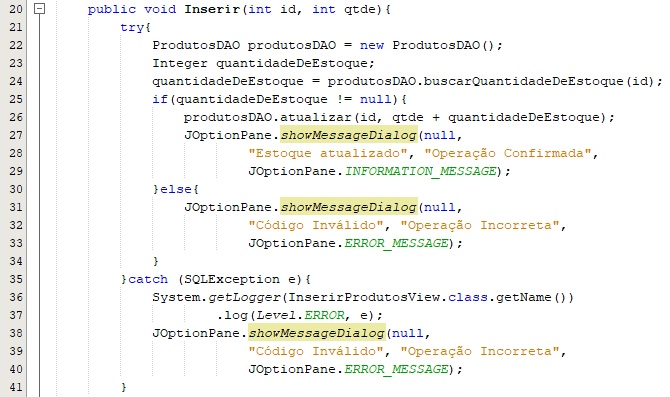 20 public void Inserir(int id, int qtde){
21 try{
22 ProdutosDAO produtosDAO = new ProdutosDAO();
23 Integer quantidadeDeEstoque;
24 quantidadeDeEstoque = produtosDAO.buscarQuantidadeDeEstoque(id);
25 if(quantidadeDeEstoque != null){
26 produtosDAO.atualizar(id, qtde + quantidadeDeEstoque);
27 JOptionPane.showMessageDialog(null,
28 "Estoque atualizado", "Operação Confirmada",
29 JOptionPane.INFORMATION_MESSAGE);
30 }else{
31 JOptionPane.showMessageDialog(null,
32 "Código Inválido", "Operação Incorreta",
33 JOptionPane.ERROR_MESSAGE);
34 }
35 }catch (SQLException e){
36 System.getLogger(InserirProdutosView.class.getName())
37 .log(Level.ERROR, e);
38 JOptionPane.showMessageDialog(null,
39 "Código Inválido", "Operação Incorreta",
40 JOptionPane.ERROR_MESSAGE);
41 }